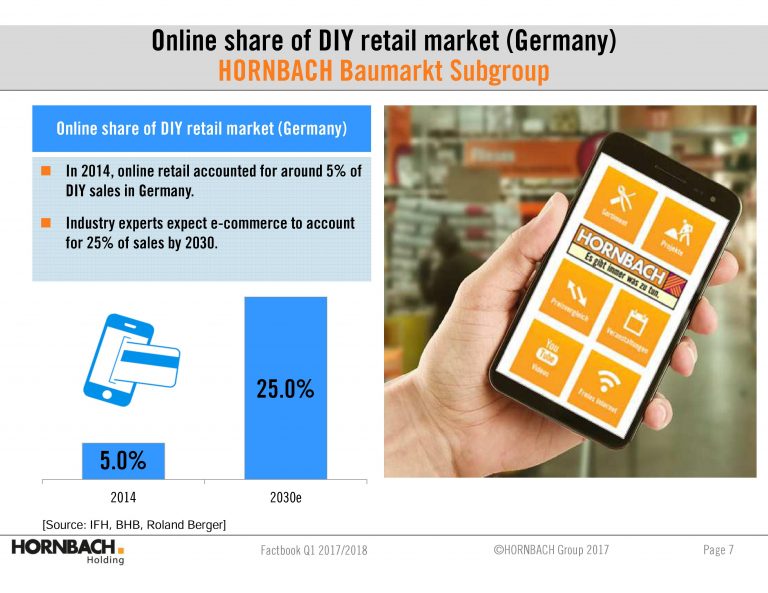 Online share of DIY retail market (Germany)
HORNBACH Baumarkt Subgroup
Online share of DIY retail market (Germany)
In 2014, online retail accounted for around 5% of
DIY sales in Germany.
Industry experts expect e-commerce to account
for 25% of sales by 2030.
5.0%
25.0%
2014
2030e
[Source: IFH, BHB, Roland Berger]
Sortiment
Projekte
HORNBACH
Es gibt immer was zu tun.
Preisvergleich
Veranstaltungen
You
Tube
Videos
Freies Internet
HORNBACH
Holding
Factbook Q1 2017/2018
©HORNBACH Group 2017
Page 7